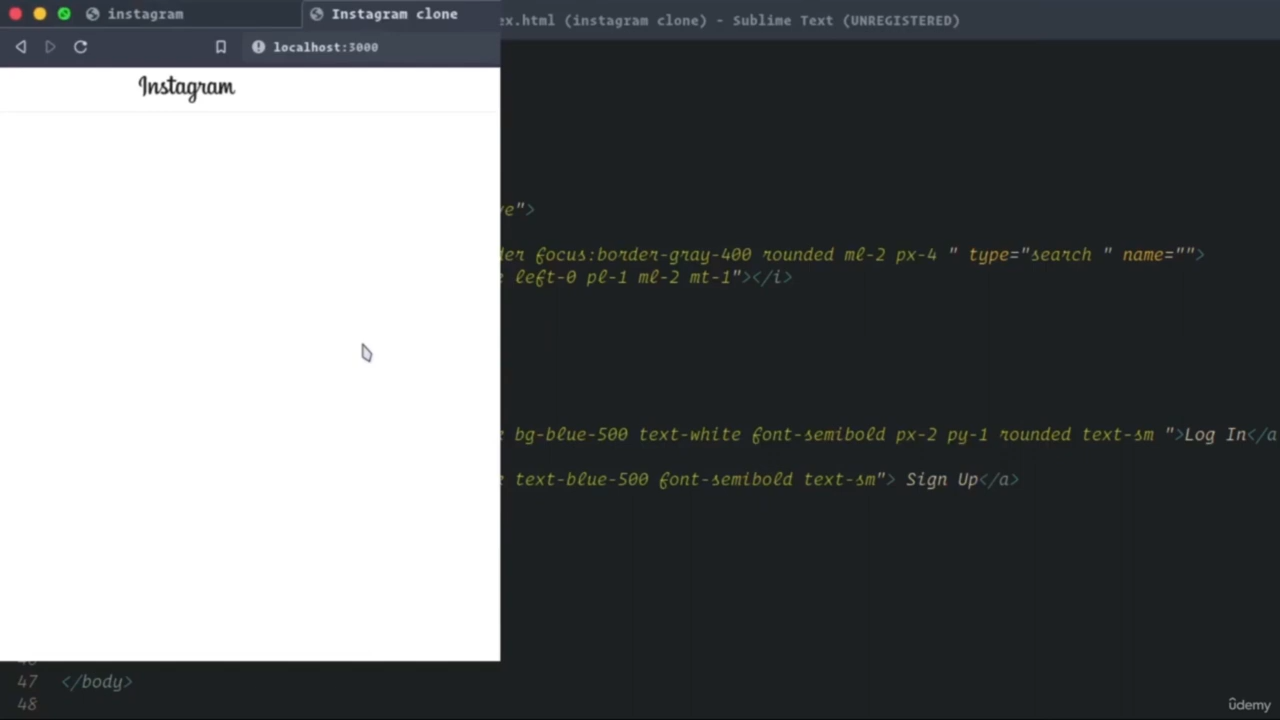 instagram
Instagram clone
ex.html (instagram clone) - Sublime Text (UNREGISTERED)
localhost:3000
Instagram
ve">
der focus:border-gray-400 rounded ml-2 px-4 " type="search " name="">
left-0 pl-1 ml-2 mt-1"></i>
bg-blue-500 text-white font-semibold px-2 py-1 rounded text-sm ">Log In</a
text-blue-500 font-semibold text-sm"> Sign Up</a>
47 </body>
48
ûdemy